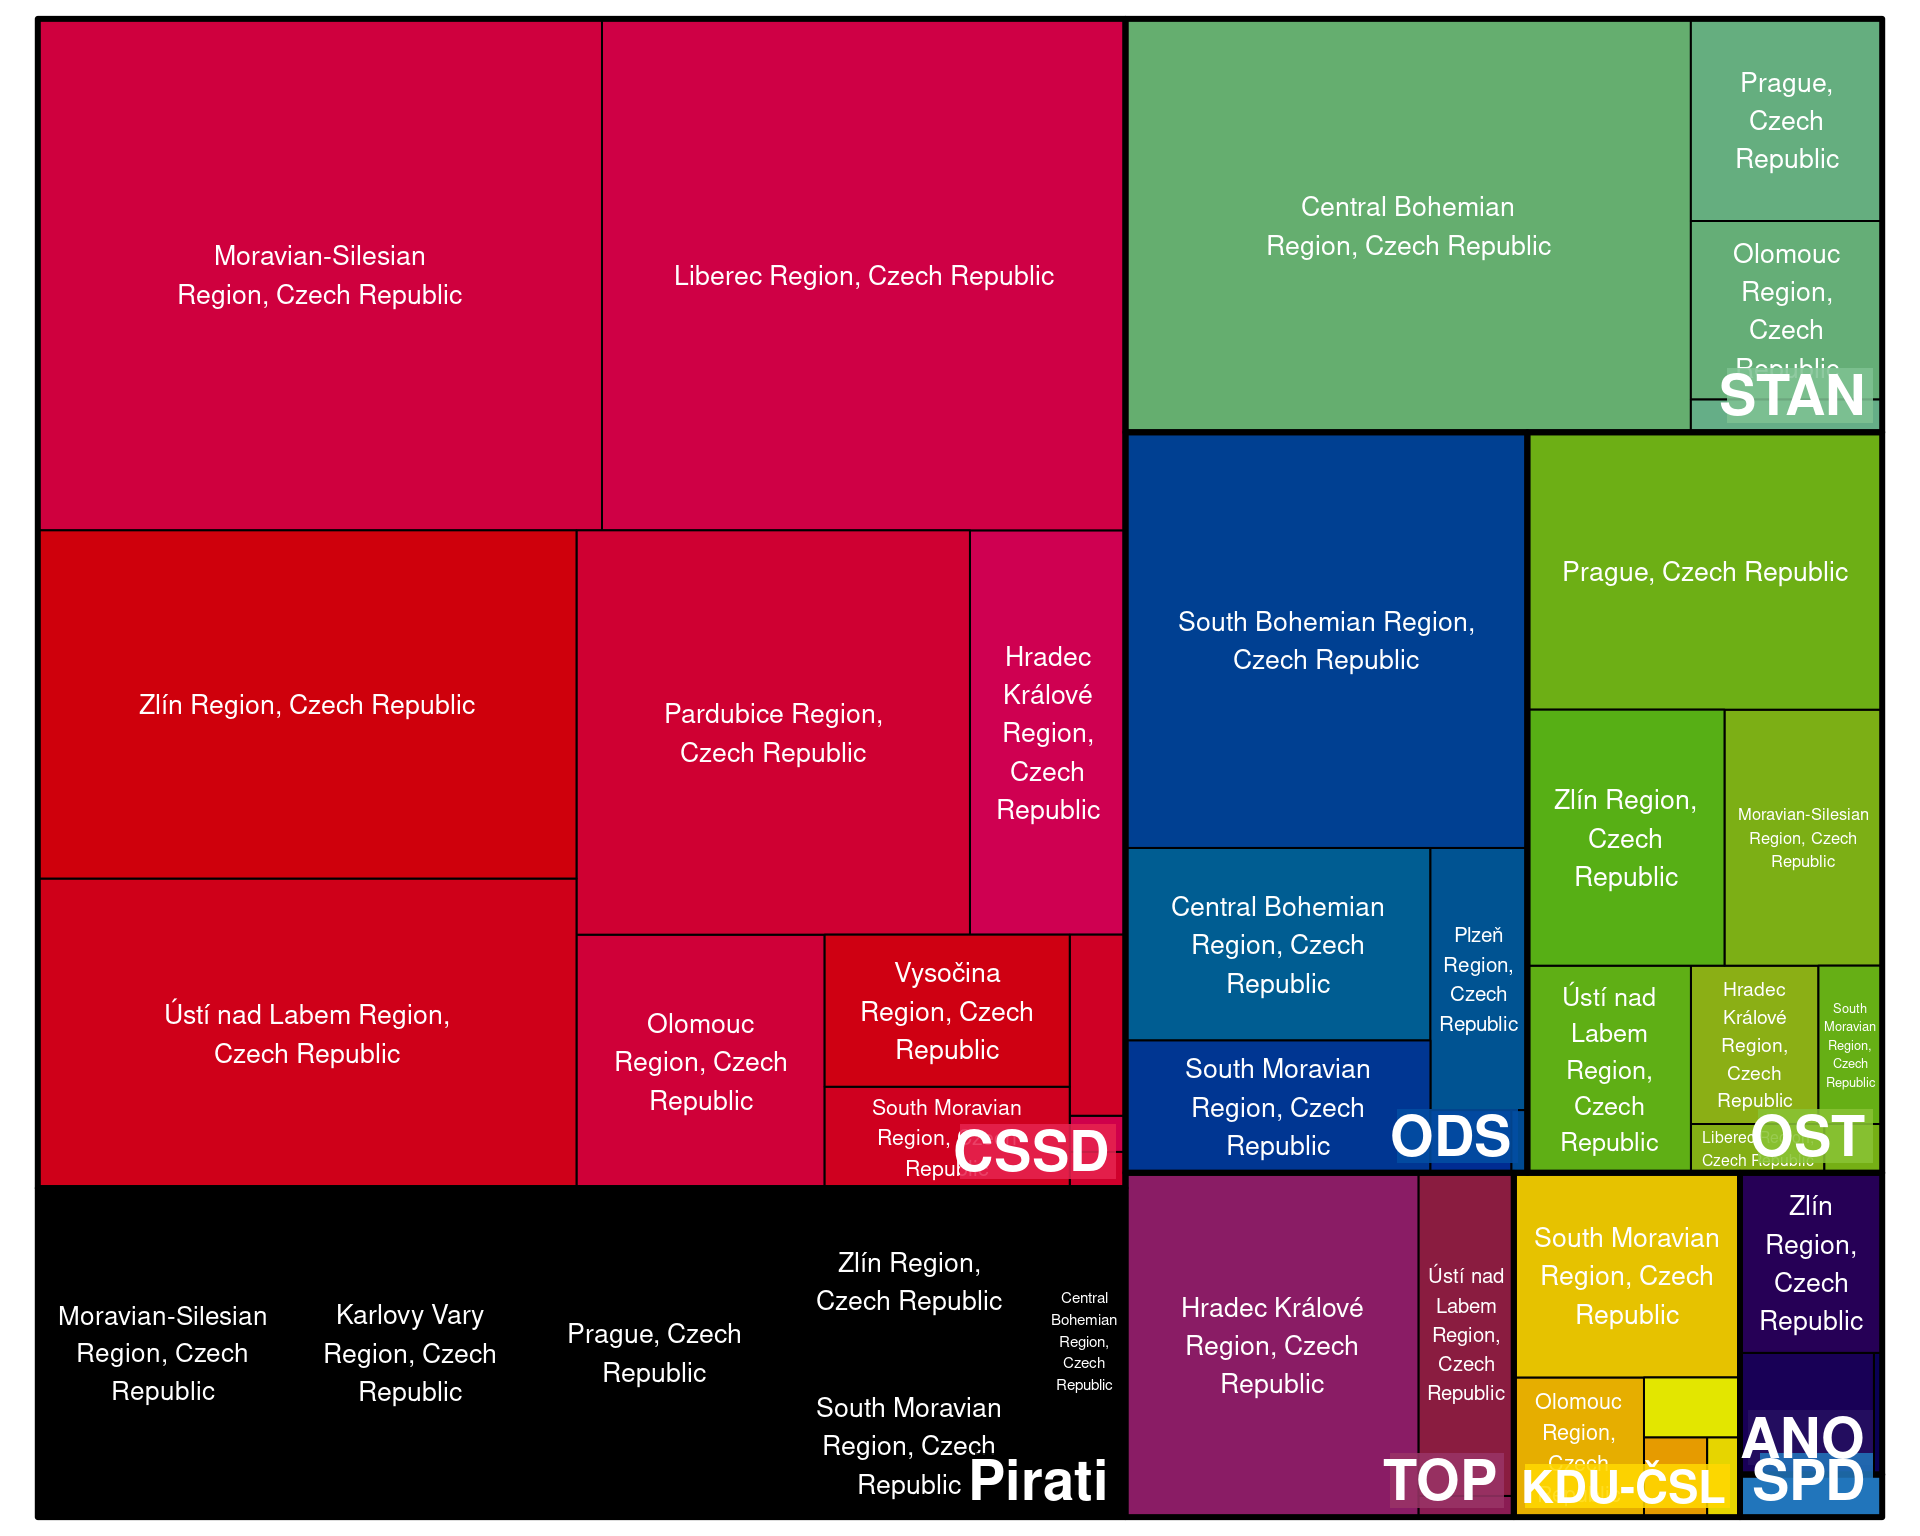 Moravian-Silesian
Region, Czech Republic
Liberec Region, Czech Republic
Zlín Region, Czech Republic
Pardubice Region,
Czech Republic
Hradec
Králové
Region,
Czech
Republic
Ústí nad Labem Region,
Czech Republic
Olomouc
Region, Czech
Republic
Vysočina
Region, Czech
Republic
South Moravian
Region,
CSSD
Central Bohemian
Region, Czech Republic
Prague,
Czech
Republic
Olomouc
Region,
Czech
Republic
STAN
South Bohemian Region,
Czech Republic
Central Bohemian
Region, Czech
Republic
Plzeň
Region,
Czech
Republic
South Moravian
Region, Czech
Republic
ODS
Prague, Czech Republic
Zlín Region,
Czech
Republic
Moravian-Silesian
Region, Czech
Republic
Ústí nad
Labem
Region,
Czech
Republic
Hradec
Králové
Region,
Czech
Republic
South
Moravian
Region,
Czech
Republic
Liberec Region,
Czech Republic
OST
Moravian-Silesian
Region, Czech
Republic
Karlovy Vary
Region, Czech
Republic
Prague, Czech
Republic
Zlín Region,
Czech Republic
South Moravian
Region, Czech
Republic
Central
Bohemian
Region,
Czech
Republic
Pirati
Hradec Králové
Region, Czech
Republic
Ústí nad
Labem
Region,
Czech
Republic
TOP
South Moravian
Region, Czech
Republic
Olomouc
Region,
Czech
KDU-ČSL
Zlín
Region,
Czech
Republic
ANO
SPD